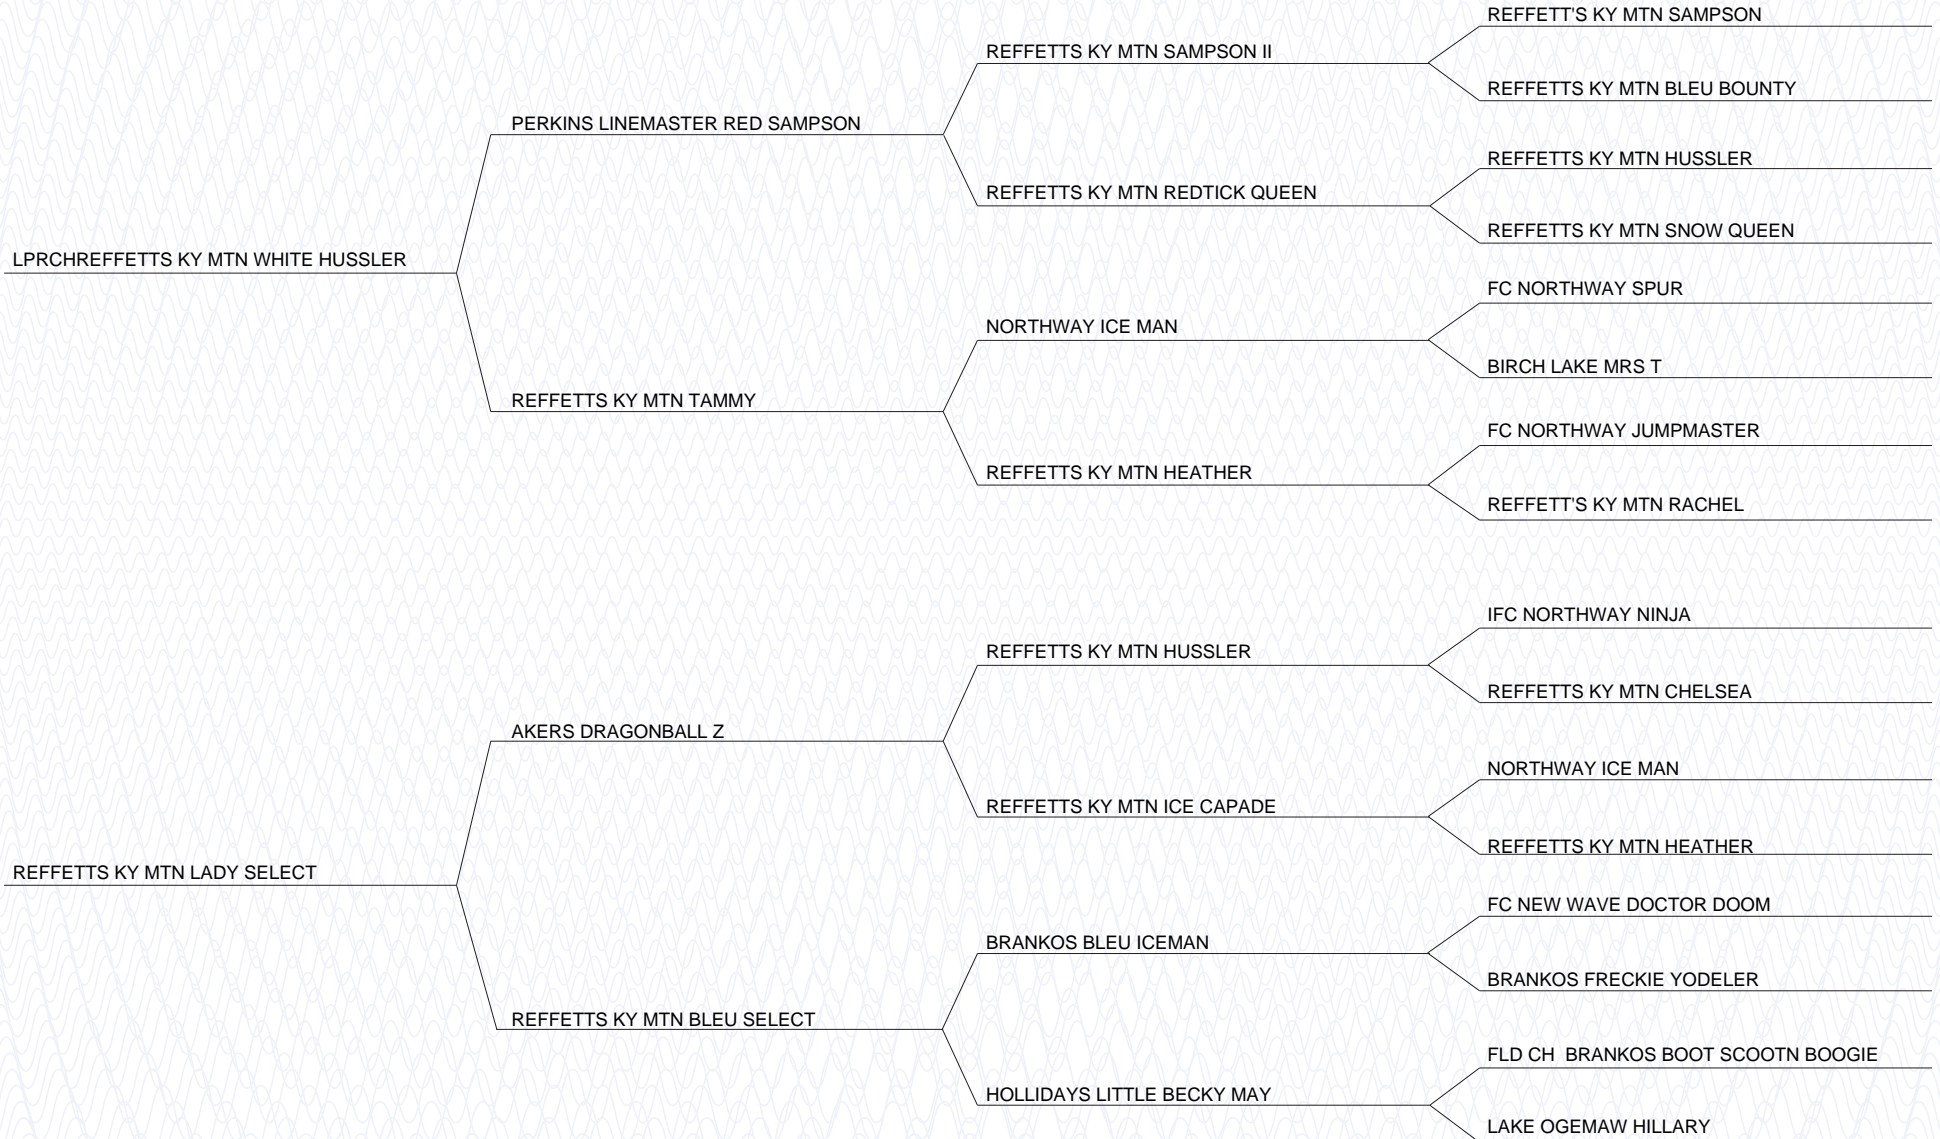 REFFETT'S KY MTN SAMPSON
REFFETTS KY MTN SAMPSON II
REFFETTS KY MTN BLEU BOUNTY
PERKINS LINEMASTER RED SAMPSON
REFFETTS KY MTN HUSSLER
REFFETTS KY MTN REDTICK QUEEN
REFFETTS KY MTN SNOW QUEEN
LPRCHREFFETTS KY MTN WHITE HUSSLER
FC NORTHWAY SPUR
NORTHWAY ICE MAN
BIRCH LAKE MRS T
REFFETTS KY MTN TAMMY
FC NORTHWAY JUMPMASTER
REFFETTS KY MTN HEATHER
REFFETT'S KY MTN RACHEL
IFC NORTHWAY NINJA
REFFETTS KY MTN HUSSLER
REFFETTS KY MTN CHELSEA
AKERS DRAGONBALL Z
NORTHWAY ICE MAN
REFFETTS KY MTN ICE CAPADE
REFFETTS KY MTN HEATHER
REFFETTS KY MTN LADY SELECT
FC NEW WAVE DOCTOR DOOM
BRANKOS BLEU ICEMAN
BRANKOS FRECKIE YODELER
REFFETTS KY MTN BLEU SELECT
FLD CH  BRANKOS BOOT SCOOTN BOOGIE
HOLLIDAYS LITTLE BECKY MAY
LAKE OGEMAW HILLARY